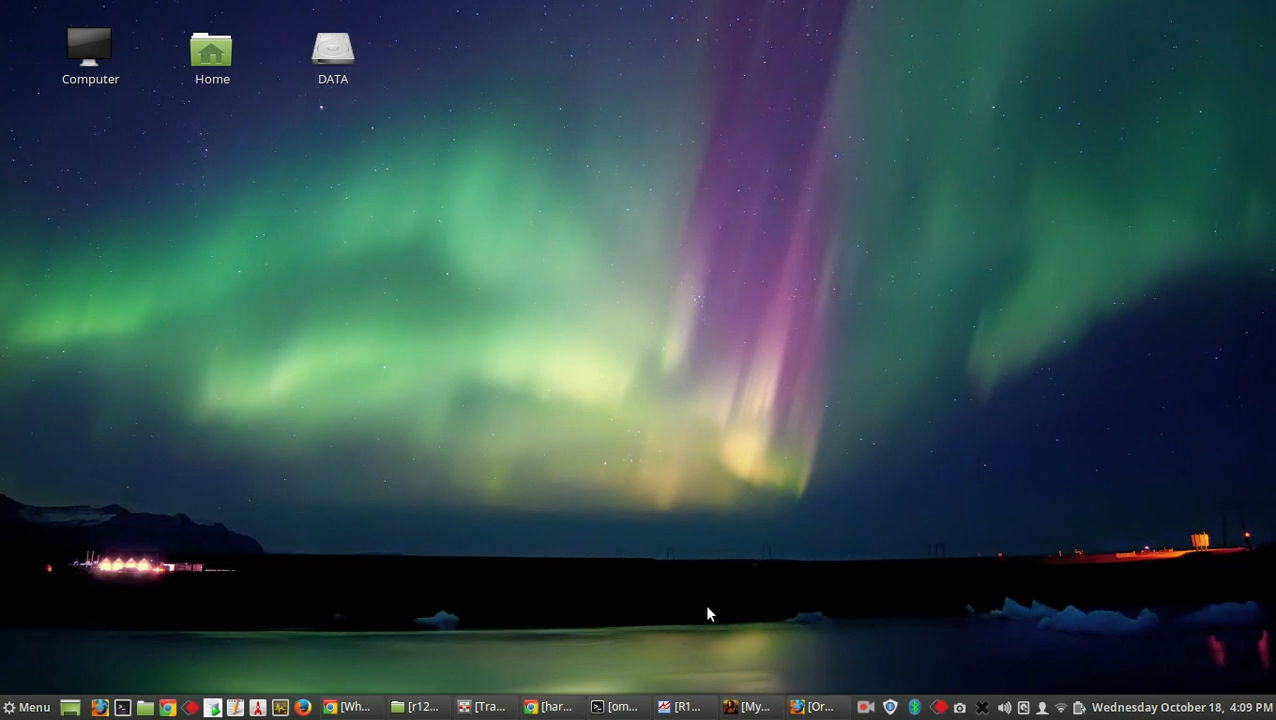 Computer
Home
DATA
Menu
[Wh...
[r12...
[Tra...
[har...
[om...
[R1...
[My...
[Or...
Wednesday October 18, 4:09 PM